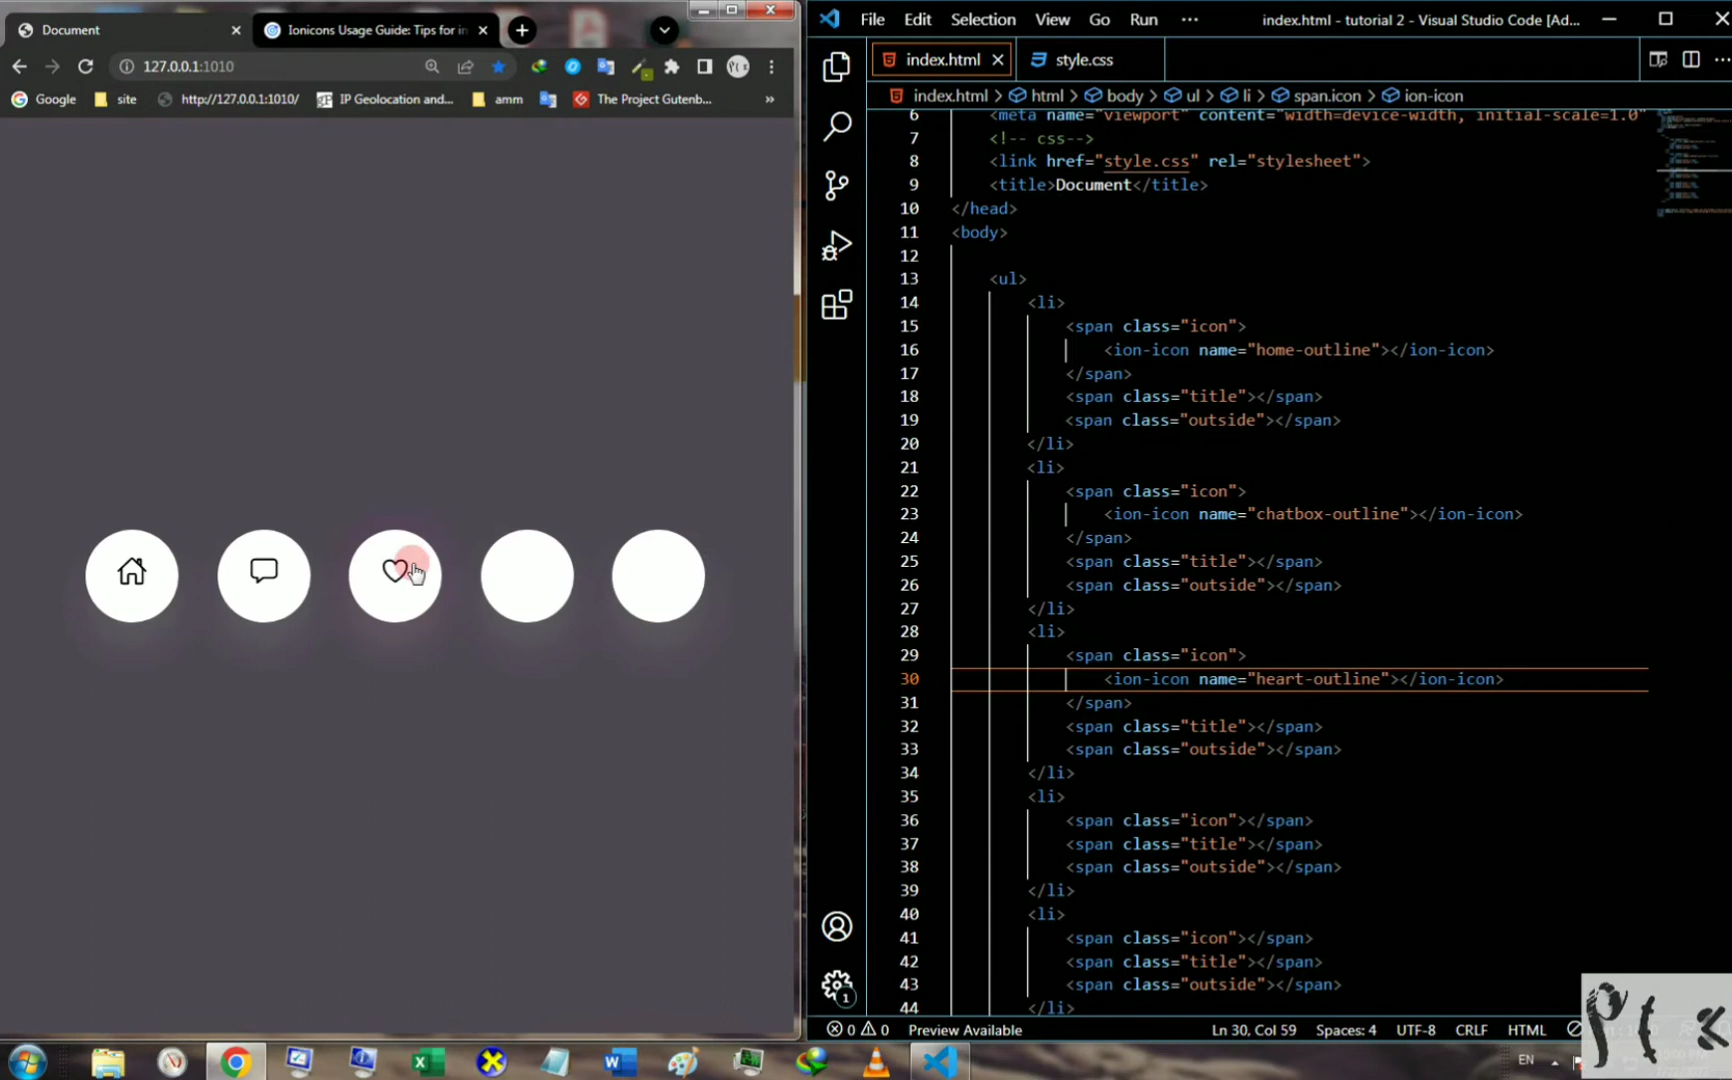 Document
Ionicons Usage Guide: Tips for in
127.0.0.1:1010
Google
site
http://127.0.0.1:1010/
IP Geolocation and...
amm
The Project Gutenb...
»
File Edit Selection View Go Run ···
index.html - tutorial 2 - Visual Studio Code [Ad...
index.html
style.css
index.html > html > body > ul > li > span.icon > ion-icon
6 <meta name="viewport" content="width=device-width, initial-scale=1.0"
7 <!-- css-->
8 <link href="style.css" rel="stylesheet">
9 <title>Document</title>
10 </head>
11 <body>
12
13 <ul>
14 <li>
15 <span class="icon">
16 <ion-icon name="home-outline"></ion-icon>
17 </span>
18 <span class="title"></span>
19 <span class="outside"></span>
20 </li>
21 <li>
22 <span class="icon">
23 <ion-icon name="chatbox-outline"></ion-icon>
24 </span>
25 <span class="title"></span>
26 <span class="outside"></span>
27 </li>
28 <li>
29 <span class="icon">
30 <ion-icon name="heart-outline"></ion-icon>
31 </span>
32 <span class="title"></span>
33 <span class="outside"></span>
34 </li>
35 <li>
36 <span class="icon"></span>
37 <span class="title"></span>
38 <span class="outside"></span>
39 </li>
40 <li>
41 <span class="icon"></span>
42 <span class="title"></span>
43 <span class="outside"></span>
44 </li>
1
0 0 Preview Available Ln 30, Col 59 Spaces: 4 UTF-8 CRLF HTML
EN